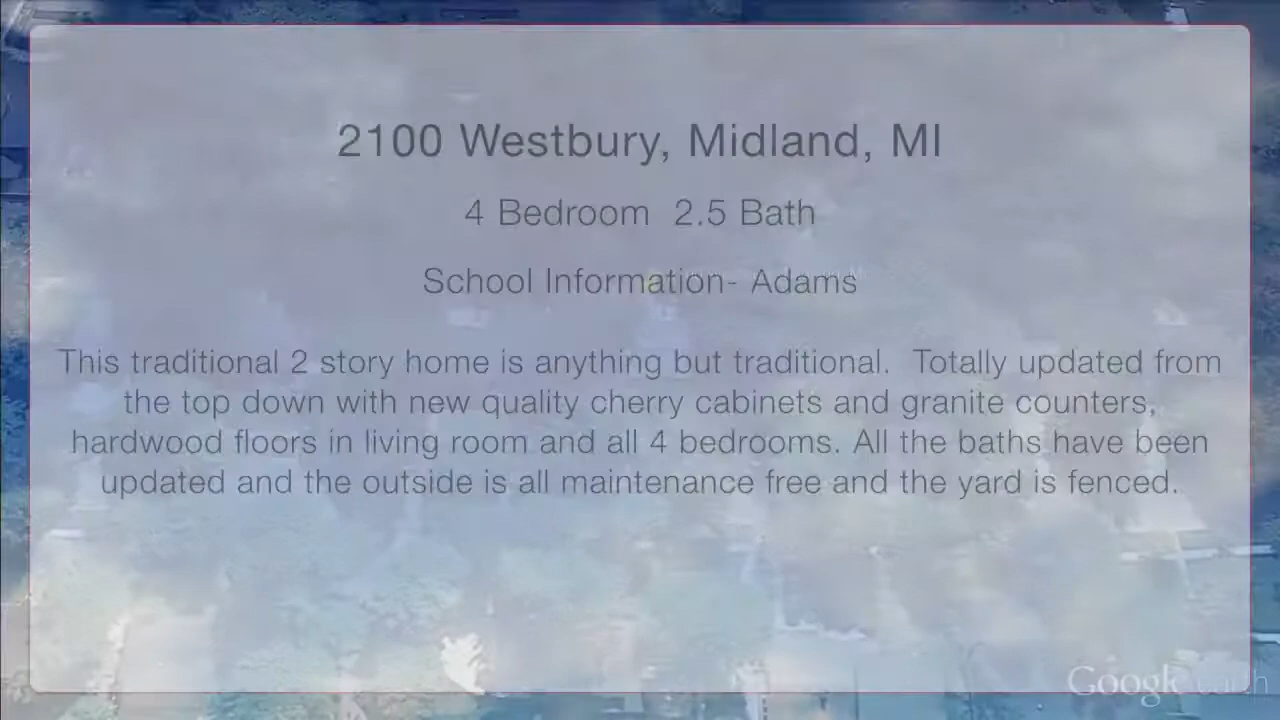 2100 Westbury, Midland, MI
4 Bedroom  2.5 Bath
School Information- Adams
This traditional 2 story home is anything but traditional.  Totally updated from
the top down with new quality cherry cabinets and granite counters,
hardwood floors in living room and all 4 bedrooms. All the baths have been
updated and the outside is all maintenance free and the yard is fenced.
Google earth